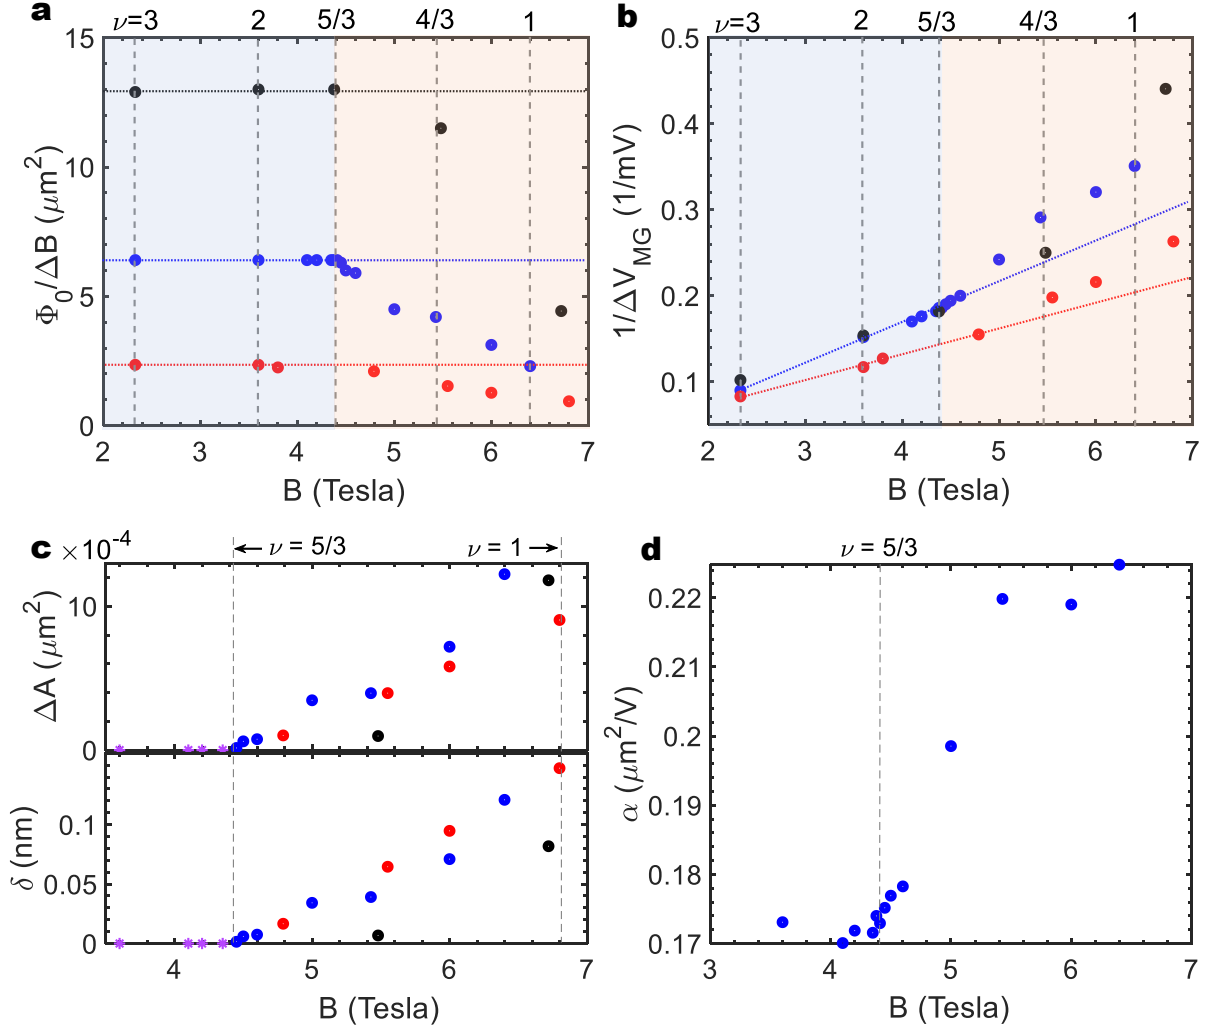 a
ν=3 2 5/3 4/3 1
15
10
5
0
Φ₀/ΔB (μm²)
2 3 4 5 6 7
B (Tesla)
b
ν=3 2 5/3 4/3 1
0.5
0.4
0.3
0.2
0.1
1/ΔV_MG (1/mV)
2 3 4 5 6 7
B (Tesla)
c ×10⁻⁴
← ν = 5/3 ν = 1 →
10
0
ΔA (μm²)
0.1
0.05
0
δ (nm)
4 5 6 7
B (Tesla)
d
ν = 5/3
0.22
0.21
0.2
0.19
0.18
0.17
α (μm²/V)
3 4 5 6 7
B (Tesla)